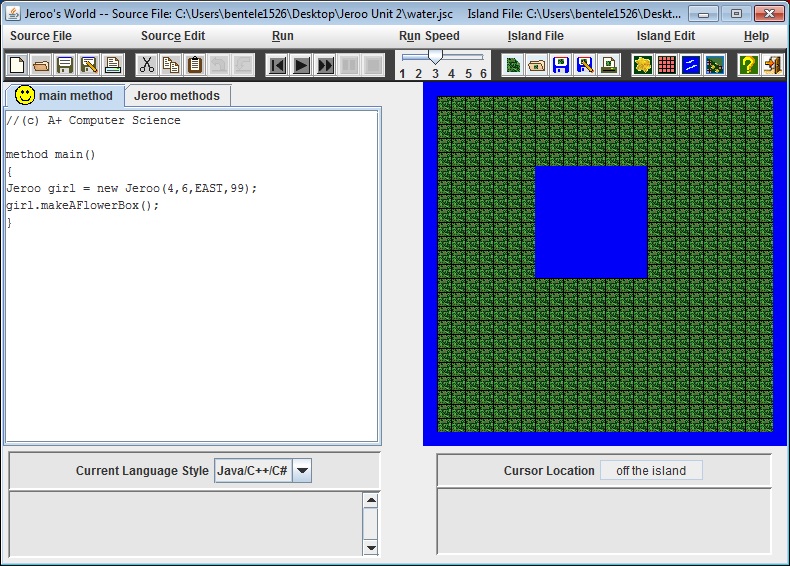 Jeroo's World -- Source File: C:\Users\bentele1526\Desktop\Jeroo Unit 2\water.jsc     Island File: C:\Users\bentele1526\Deskt...
Source File Source Edit Run Run Speed Island File Island Edit Help
1 2 3 4 5 6
main method Jeroo methods
//(c) A+ Computer Science
method main()
{
Jeroo girl = new Jeroo(4,6,EAST,99);
girl.makeAFlowerBox();
}
Current Language Style Java/C++/C#
Cursor Location off the island